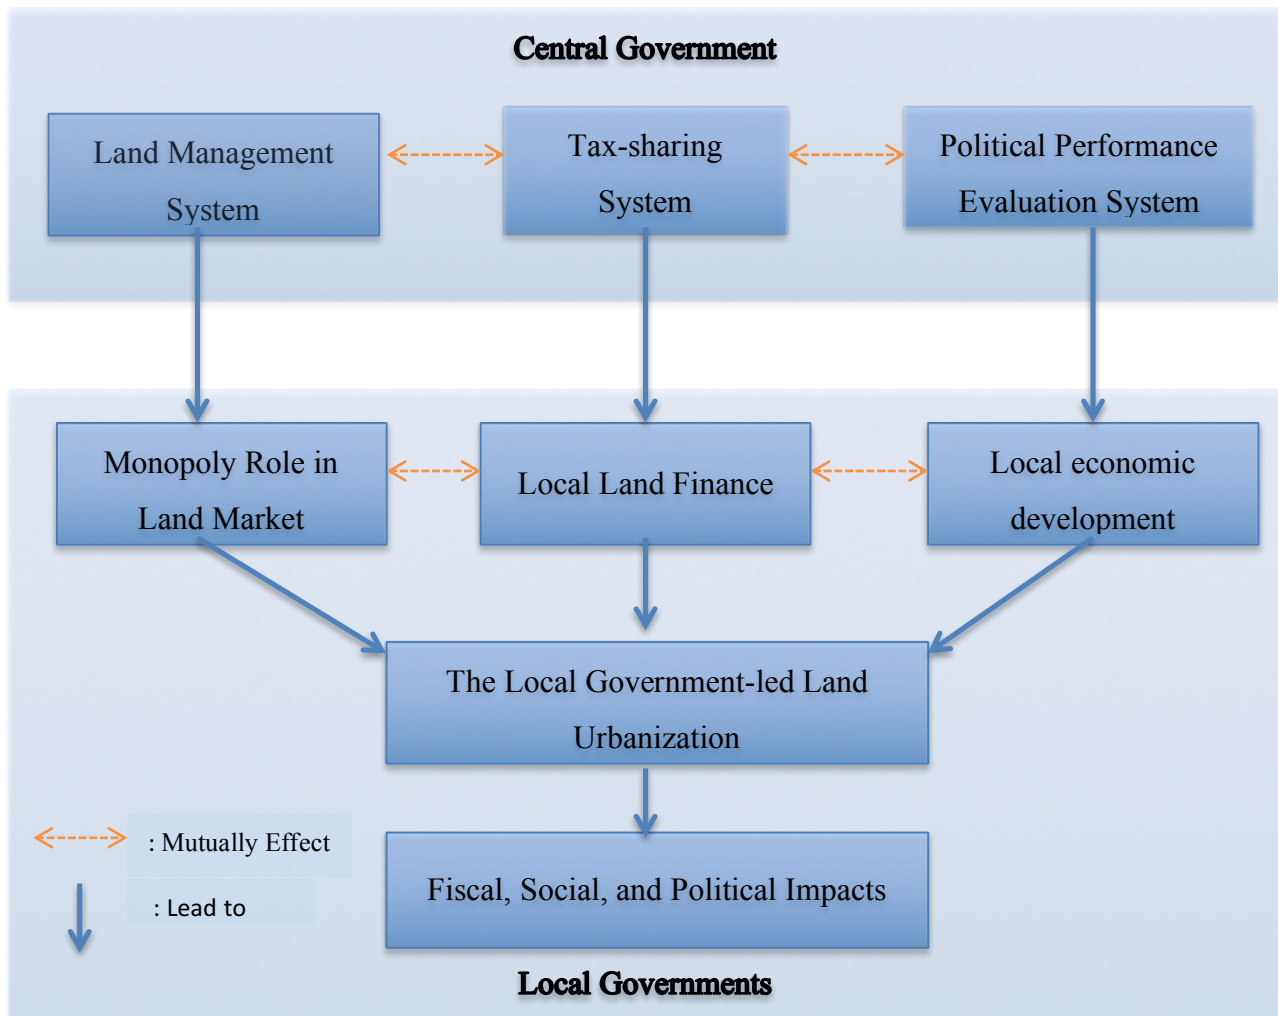 Central Government
Land Management
System
Tax-sharing
System
Political Performance
Evaluation System
Monopoly Role in
Land Market
Local Land Finance
Local economic
development
The Local Government-led Land
Urbanization
: Mutually Effect
: Lead to
Fiscal, Social, and Political Impacts
Local Governments